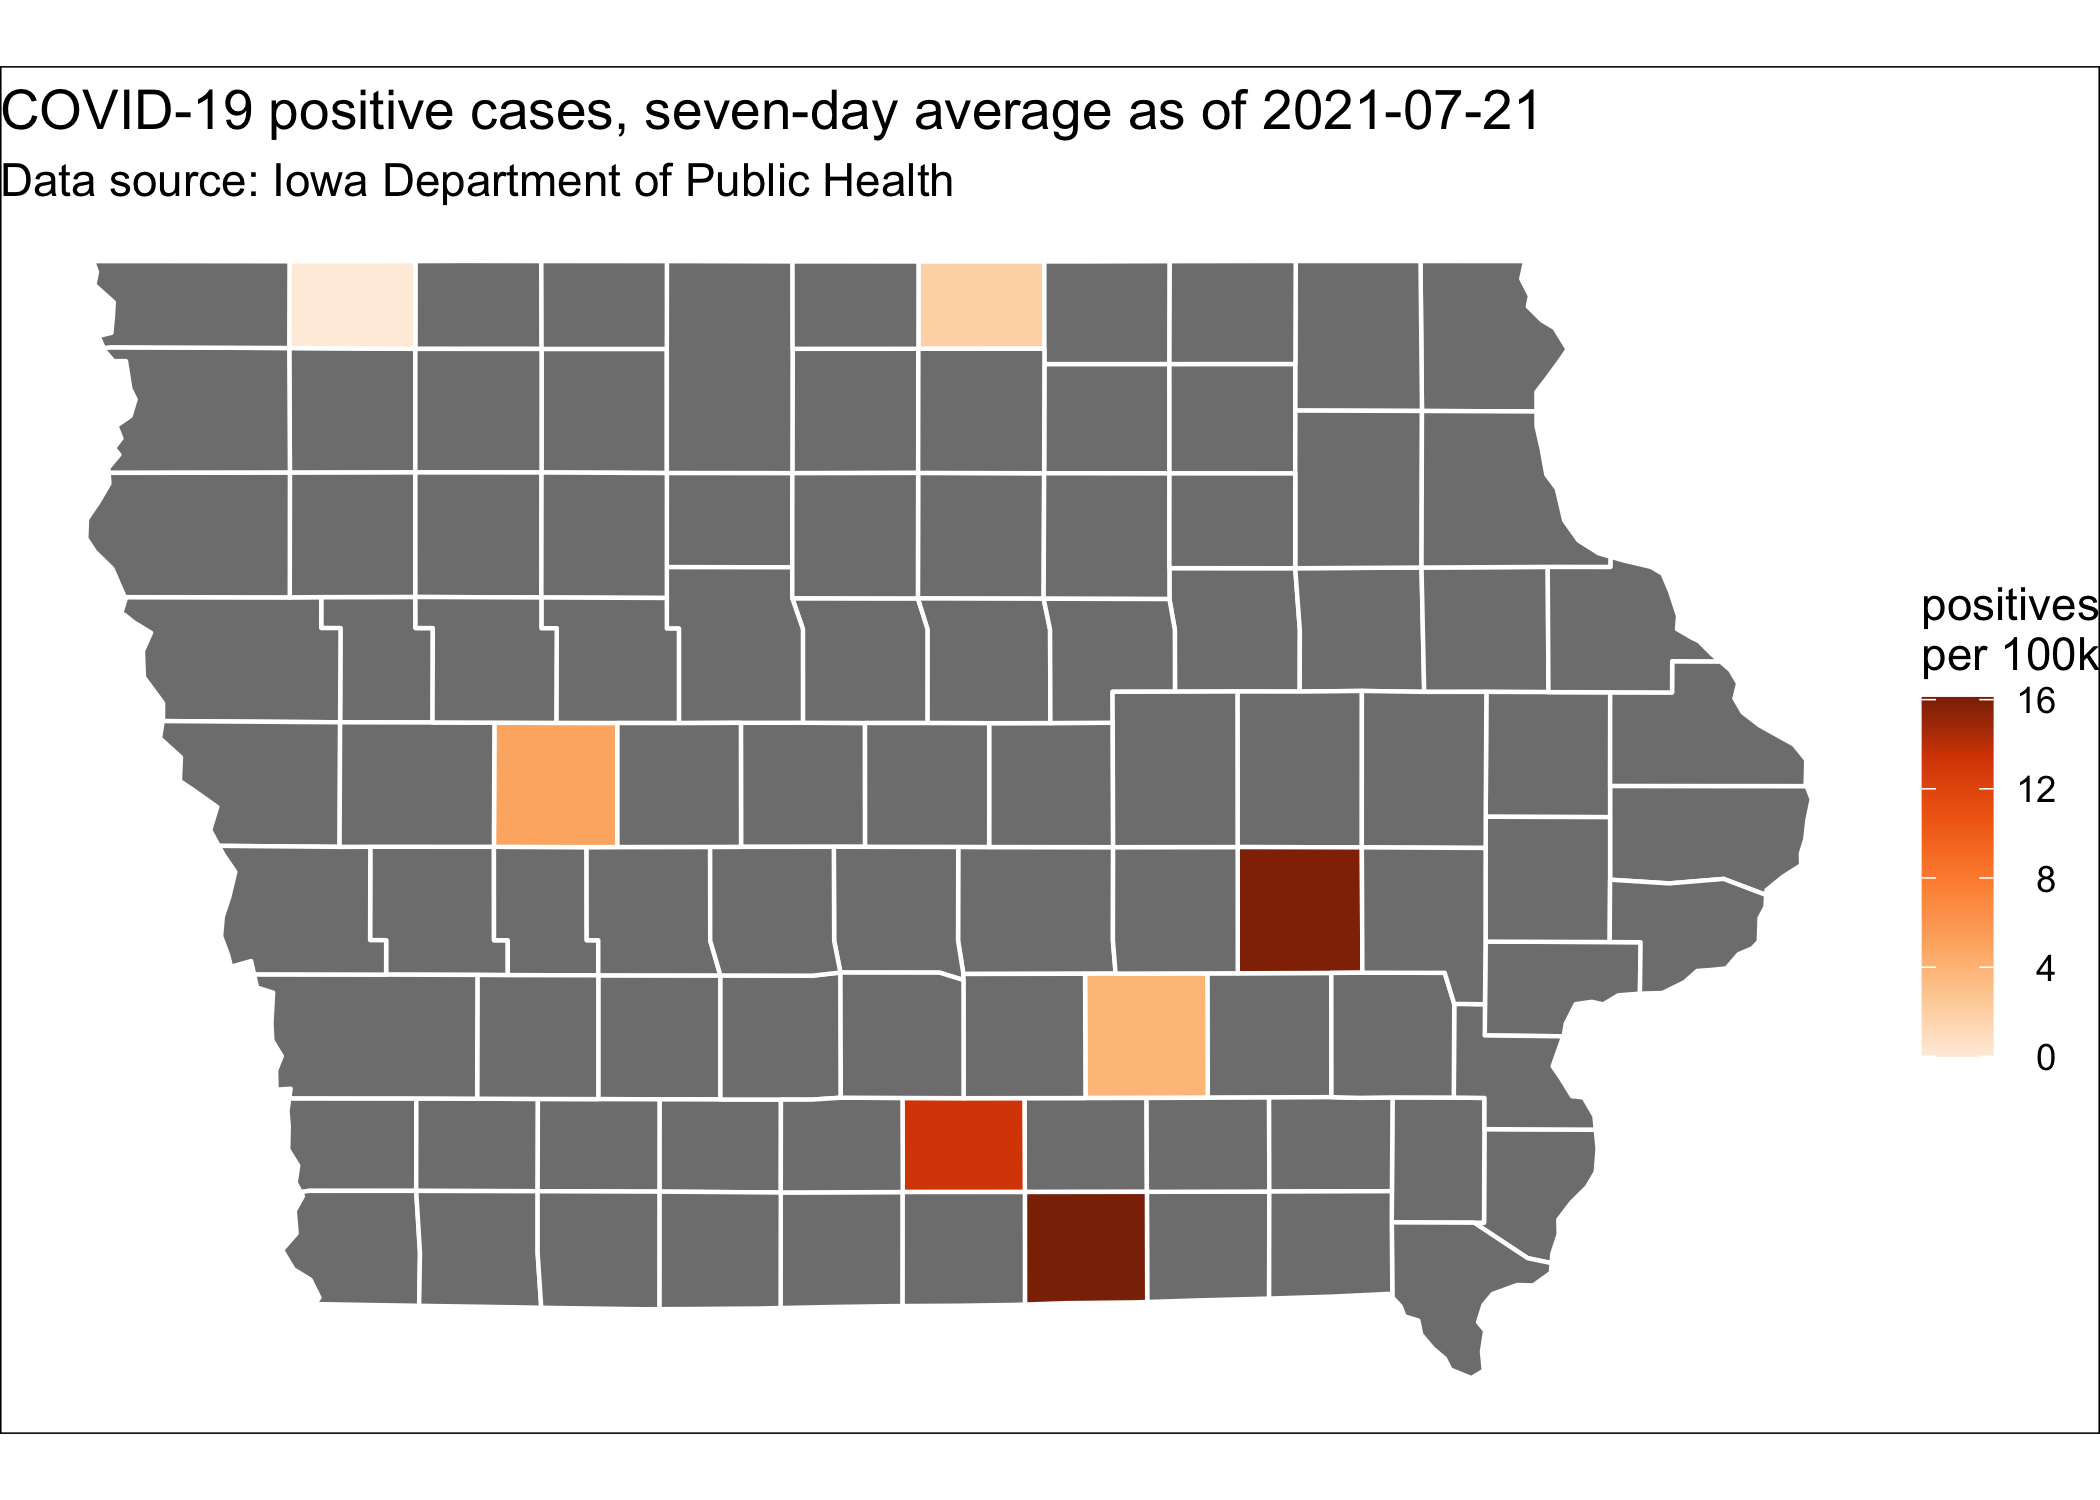 COVID-19 positive cases, seven-day average as of 2021-07-21
Data source: Iowa Department of Public Health
positives
per 100k
16
12
8
4
0